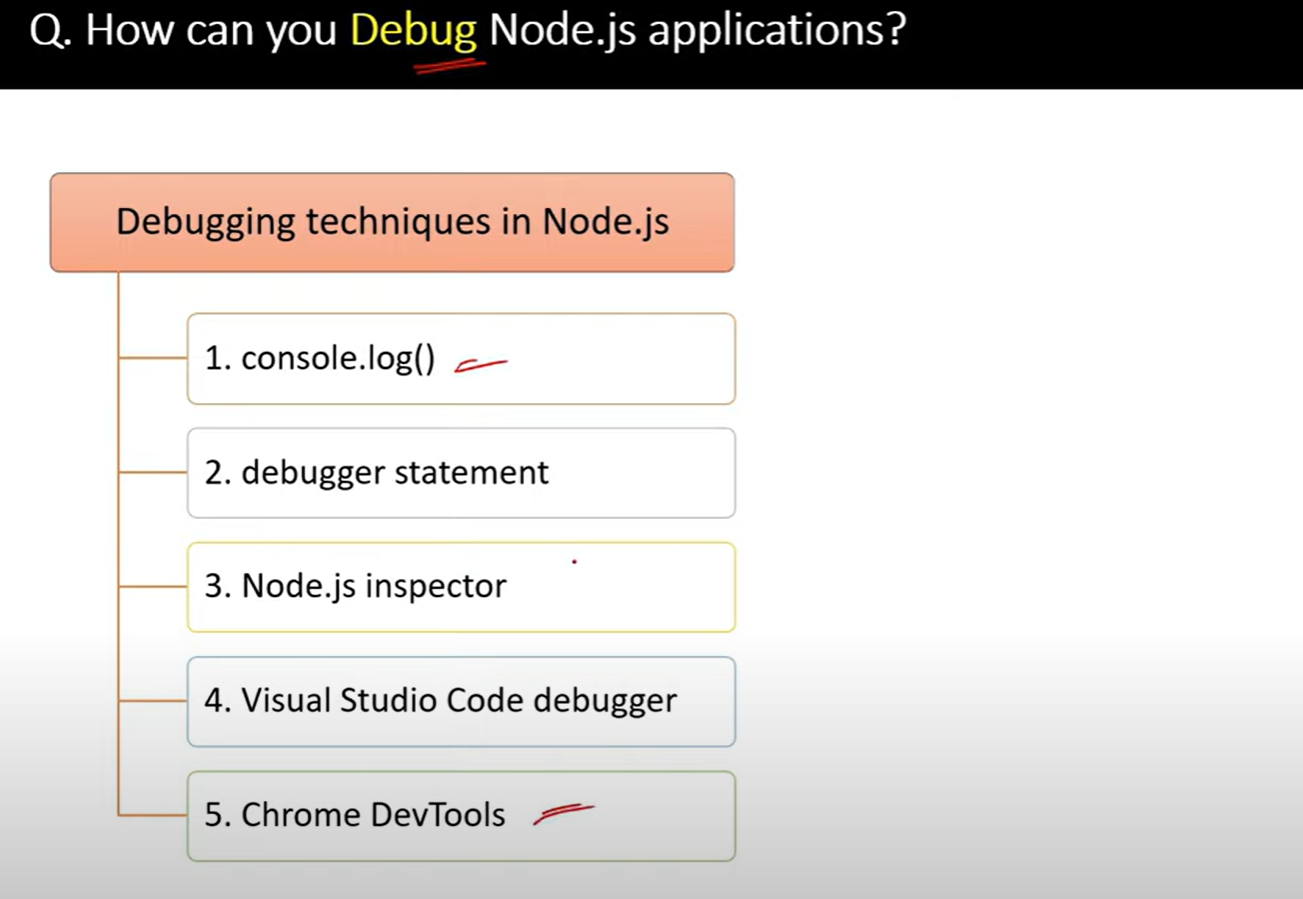 Q. How can you Debug Node.js applications?
Debugging techniques in Node.js
1. console.log()
2. debugger statement
3. Node.js inspector
4. Visual Studio Code debugger
5. Chrome DevTools